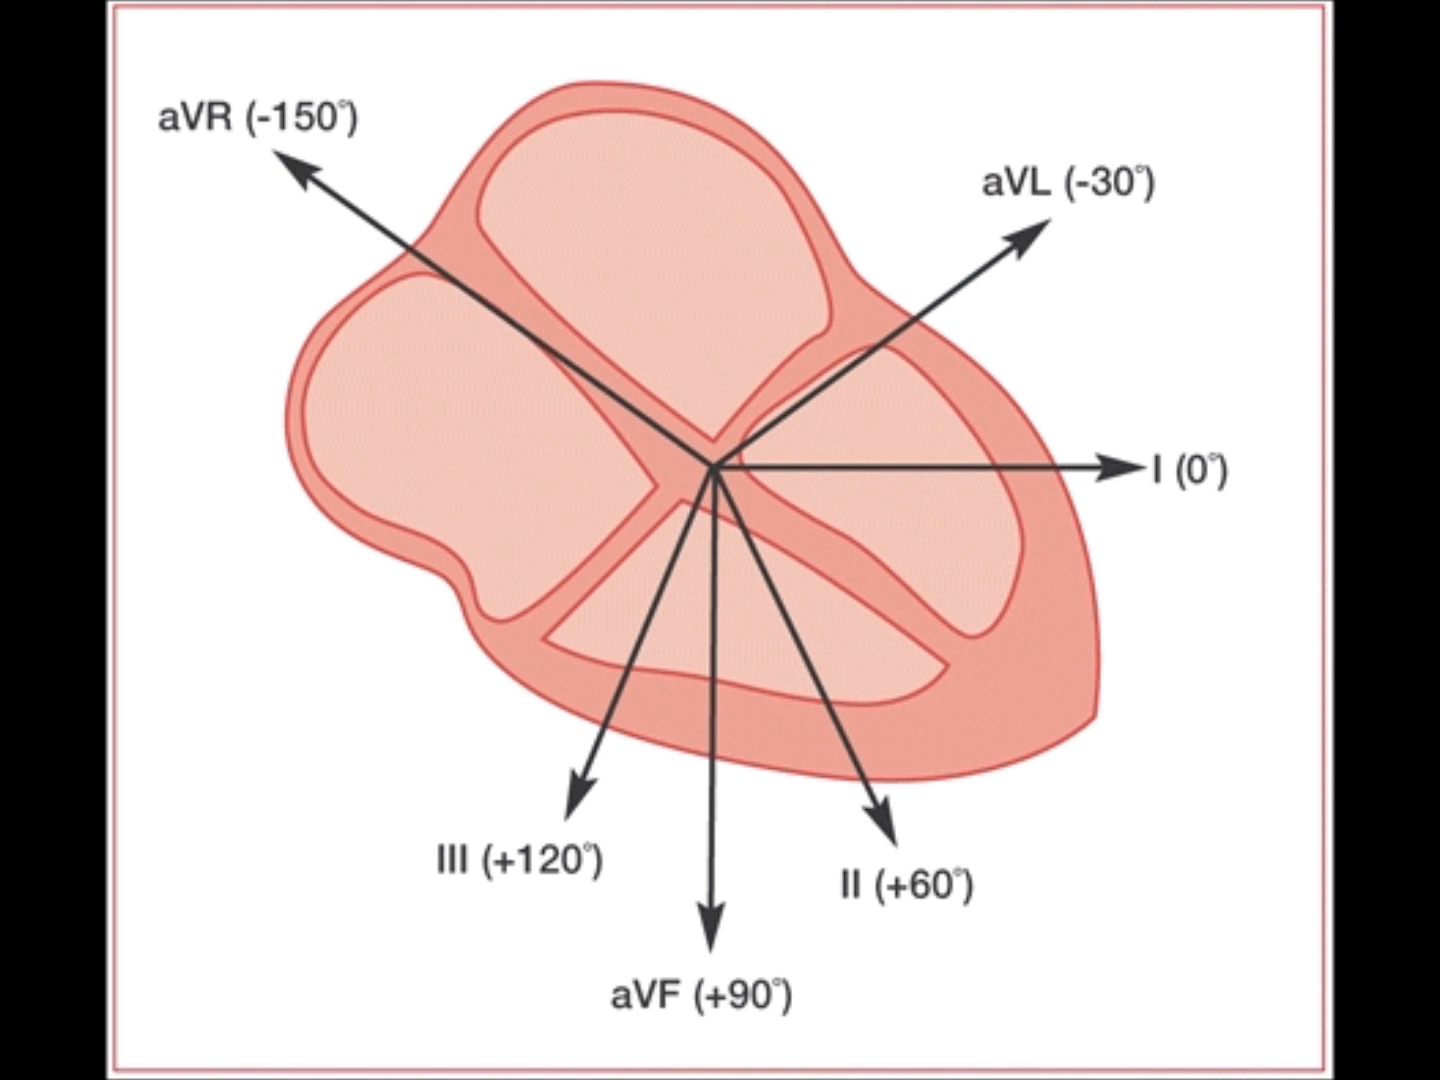 aVR (-150°)
aVL (-30°)
I (0°)
III (+120°)
II (+60°)
aVF (+90°)